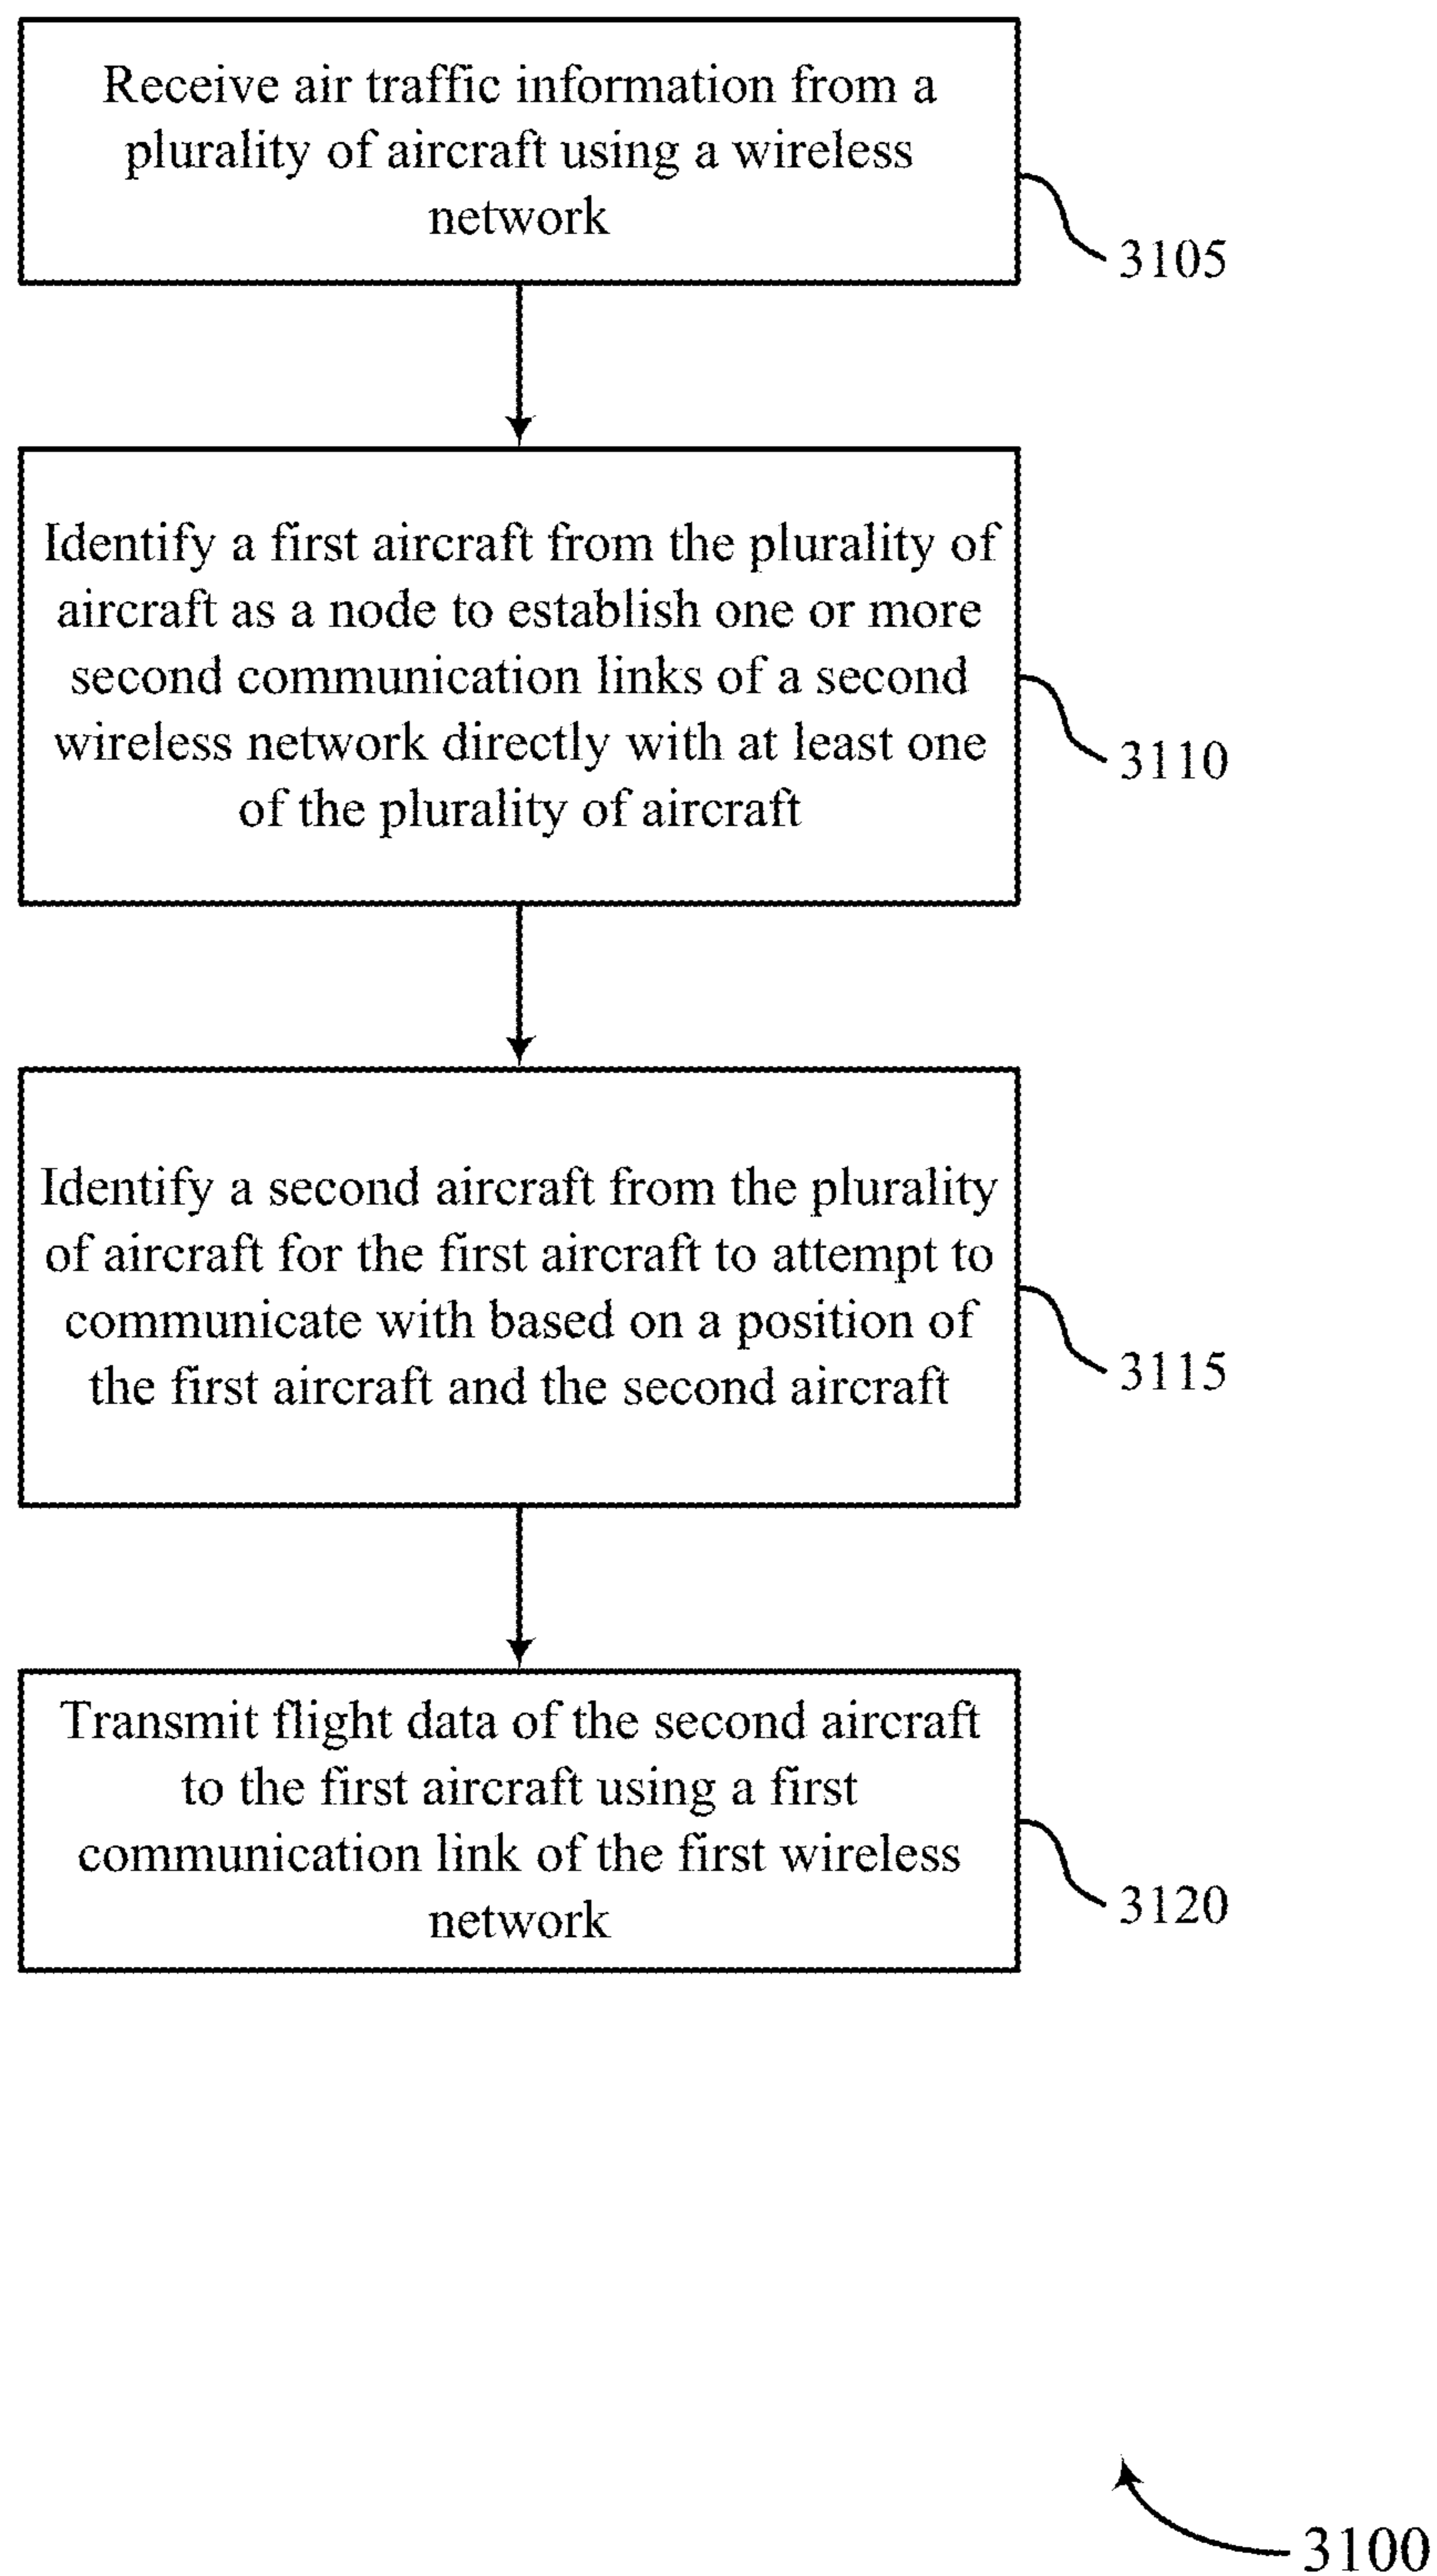 Receive air traffic information from a
plurality of aircraft using a wireless
network
3105
Identify a first aircraft from the plurality of
aircraft as a node to establish one or more
second communication links of a second
wireless network directly with at least one
of the plurality of aircraft
3110
Identify a second aircraft from the plurality
of aircraft for the first aircraft to attempt to
communicate with based on a position of
the first aircraft and the second aircraft
3115
Transmit flight data of the second aircraft
to the first aircraft using a first
communication link of the first wireless
network
3120
3100